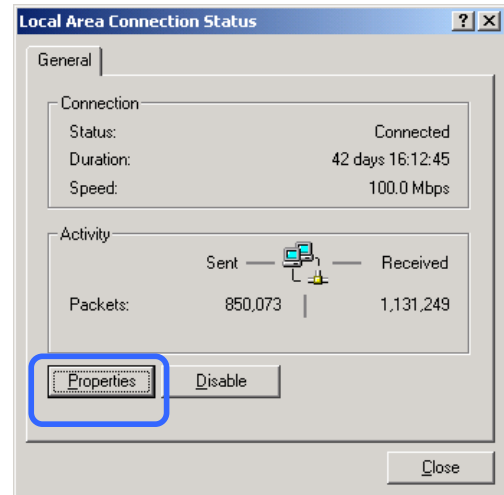 Local Area Connection Status ? X
General
Connection
Status: Connected
Duration: 42 days 16:12:45
Speed: 100.0 Mbps
Activity
Sent Received
Packets: 850,073 1,131,249
Properties Disable
Close